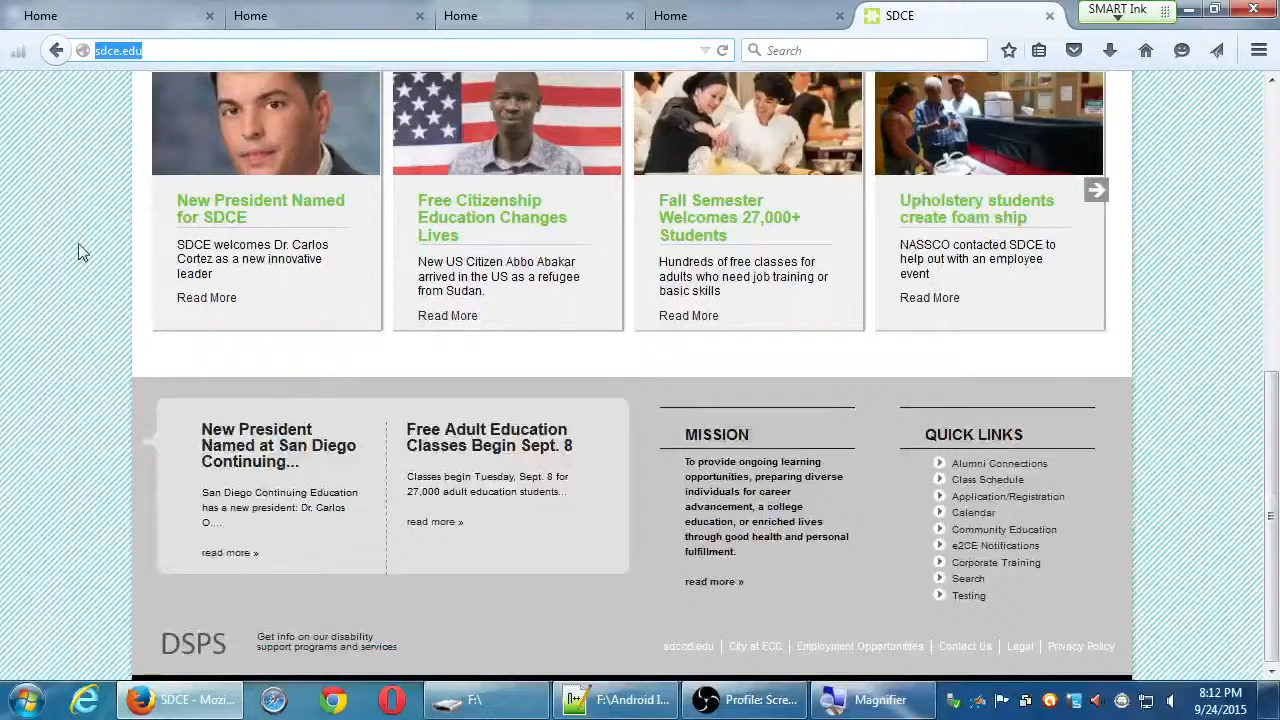 Home
Home
Home
Home
SDCE
SMART Ink
sdce.edu
Search
New President Named
for SDCE
SDCE welcomes Dr. Carlos
Cortez as a new innovative
leader
Read More
Free Citizenship
Education Changes
Lives
New US Citizen Abbo Abakar
arrived in the US as a refugee
from Sudan.
Read More
Fall Semester
Welcomes 27,000+
Students
Hundreds of free classes for
adults who need job training or
basic skills
Read More
Upholstery students
create foam ship
NASSCO contacted SDCE to
help out with an employee
event
Read More
New President
Named at San Diego
Continuing...
San Diego Continuing Education
has a new president: Dr. Carlos
O....
read more »
Free Adult Education
Classes Begin Sept. 8
Classes begin Tuesday, Sept. 8 for
27,000 adult education students...
read more »
MISSION
To provide ongoing learning
opportunities, preparing diverse
individuals for career
advancement, a college
education, or enriched lives
through good health and personal
fulfillment.
read more »
QUICK LINKS
Alumni Connections
Class Schedule
Application/Registration
Calendar
Community Education
e2CE Notifications
Corporate Training
Search
Testing
DSPS
Get info on our disability
support programs and services
sdccd.edu
City at ECC
Employment Opportunities
Contact Us
Legal
Privacy Policy
SDCE - Mozi...
F:\
F:\Android I...
Profile: Scre...
Magnifier
8:12 PM
9/24/2015